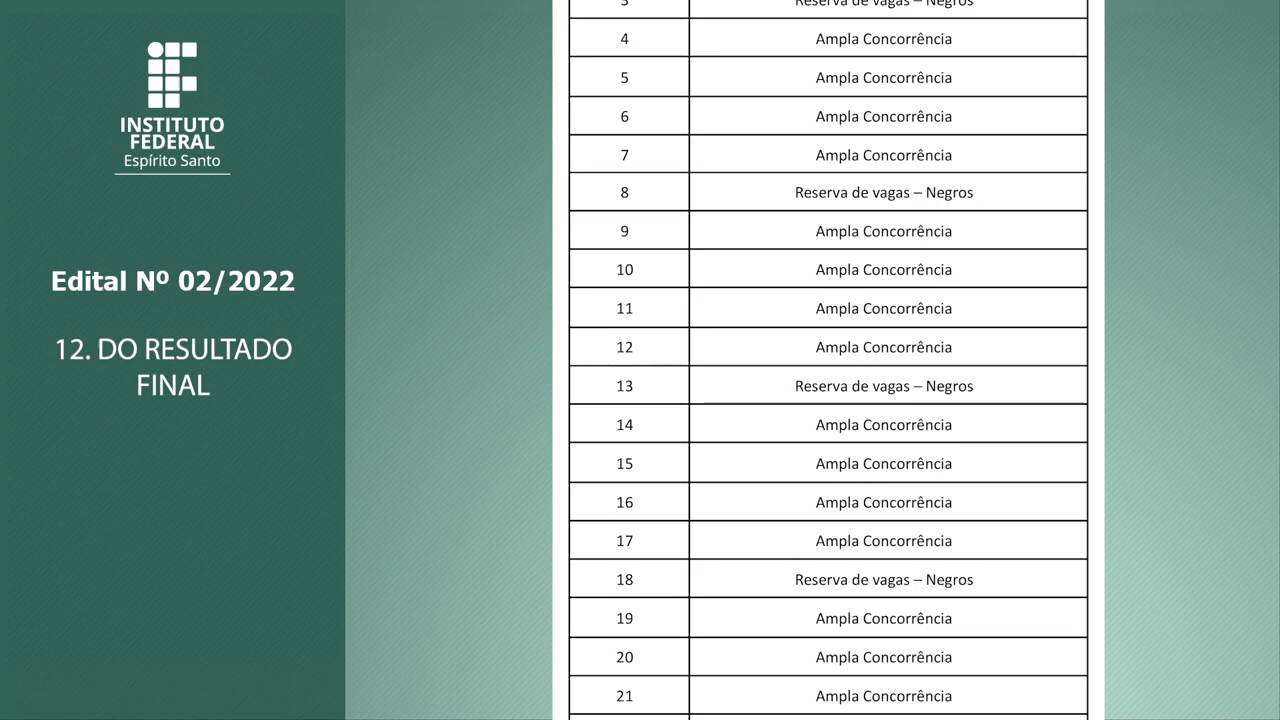 INSTITUTO
FEDERAL
Espírito Santo
Edital Nº 02/2022
12. DO RESULTADO
FINAL
3 Reserva de vagas – Negros
4 Ampla Concorrência
5 Ampla Concorrência
6 Ampla Concorrência
7 Ampla Concorrência
8 Reserva de vagas – Negros
9 Ampla Concorrência
10 Ampla Concorrência
11 Ampla Concorrência
12 Ampla Concorrência
13 Reserva de vagas – Negros
14 Ampla Concorrência
15 Ampla Concorrência
16 Ampla Concorrência
17 Ampla Concorrência
18 Reserva de vagas – Negros
19 Ampla Concorrência
20 Ampla Concorrência
21 Ampla Concorrência